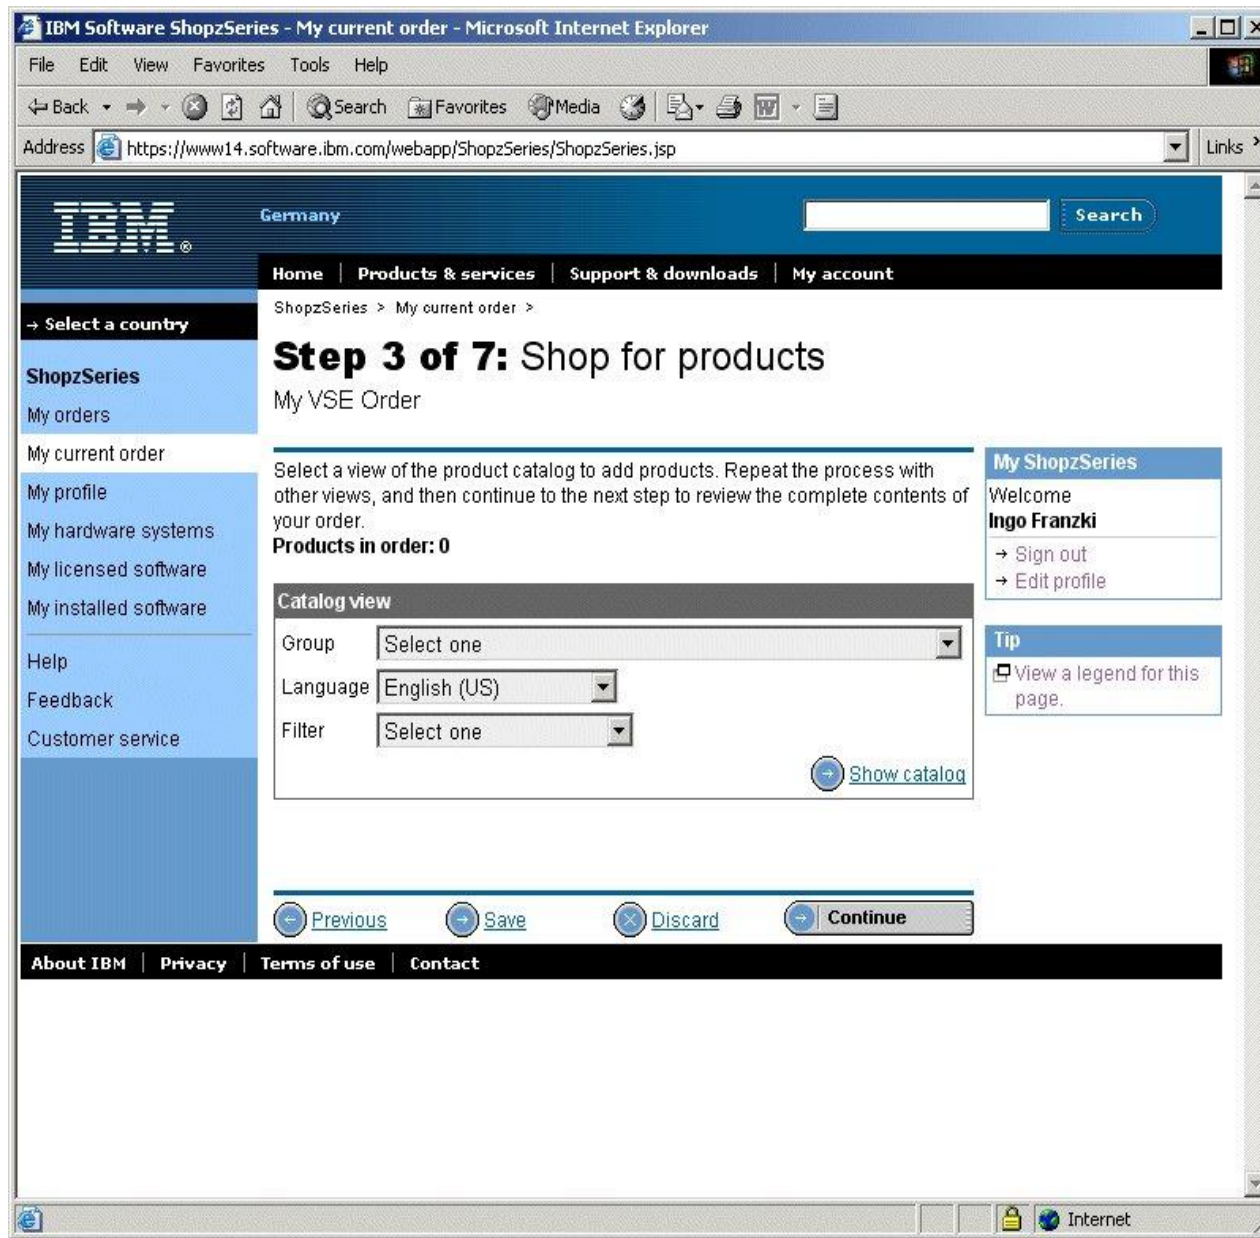 IBM Software ShopzSeries - My current order - Microsoft Internet Explorer
File Edit View Favorites Tools Help
Back Search Favorites Media
Address https://www14.software.ibm.com/webapp/ShopzSeries/ShopzSeries.jsp Links
IBM®
Germany
Search
Home | Products & services | Support & downloads | My account
→ Select a country
ShopzSeries
My orders
My current order
My profile
My hardware systems
My licensed software
My installed software
Help
Feedback
Customer service
ShopzSeries > My current order >
Step 3 of 7: Shop for products
My VSE Order
Select a view of the product catalog to add products. Repeat the process with
other views, and then continue to the next step to review the complete contents of
your order.
Products in order: 0
Catalog view
Group Select one
Language English (US)
Filter Select one
Show catalog
Previous Save Discard Continue
My ShopzSeries
Welcome
Ingo Franzki
→ Sign out
→ Edit profile
Tip
View a legend for this
page.
About IBM | Privacy | Terms of use | Contact
Internet